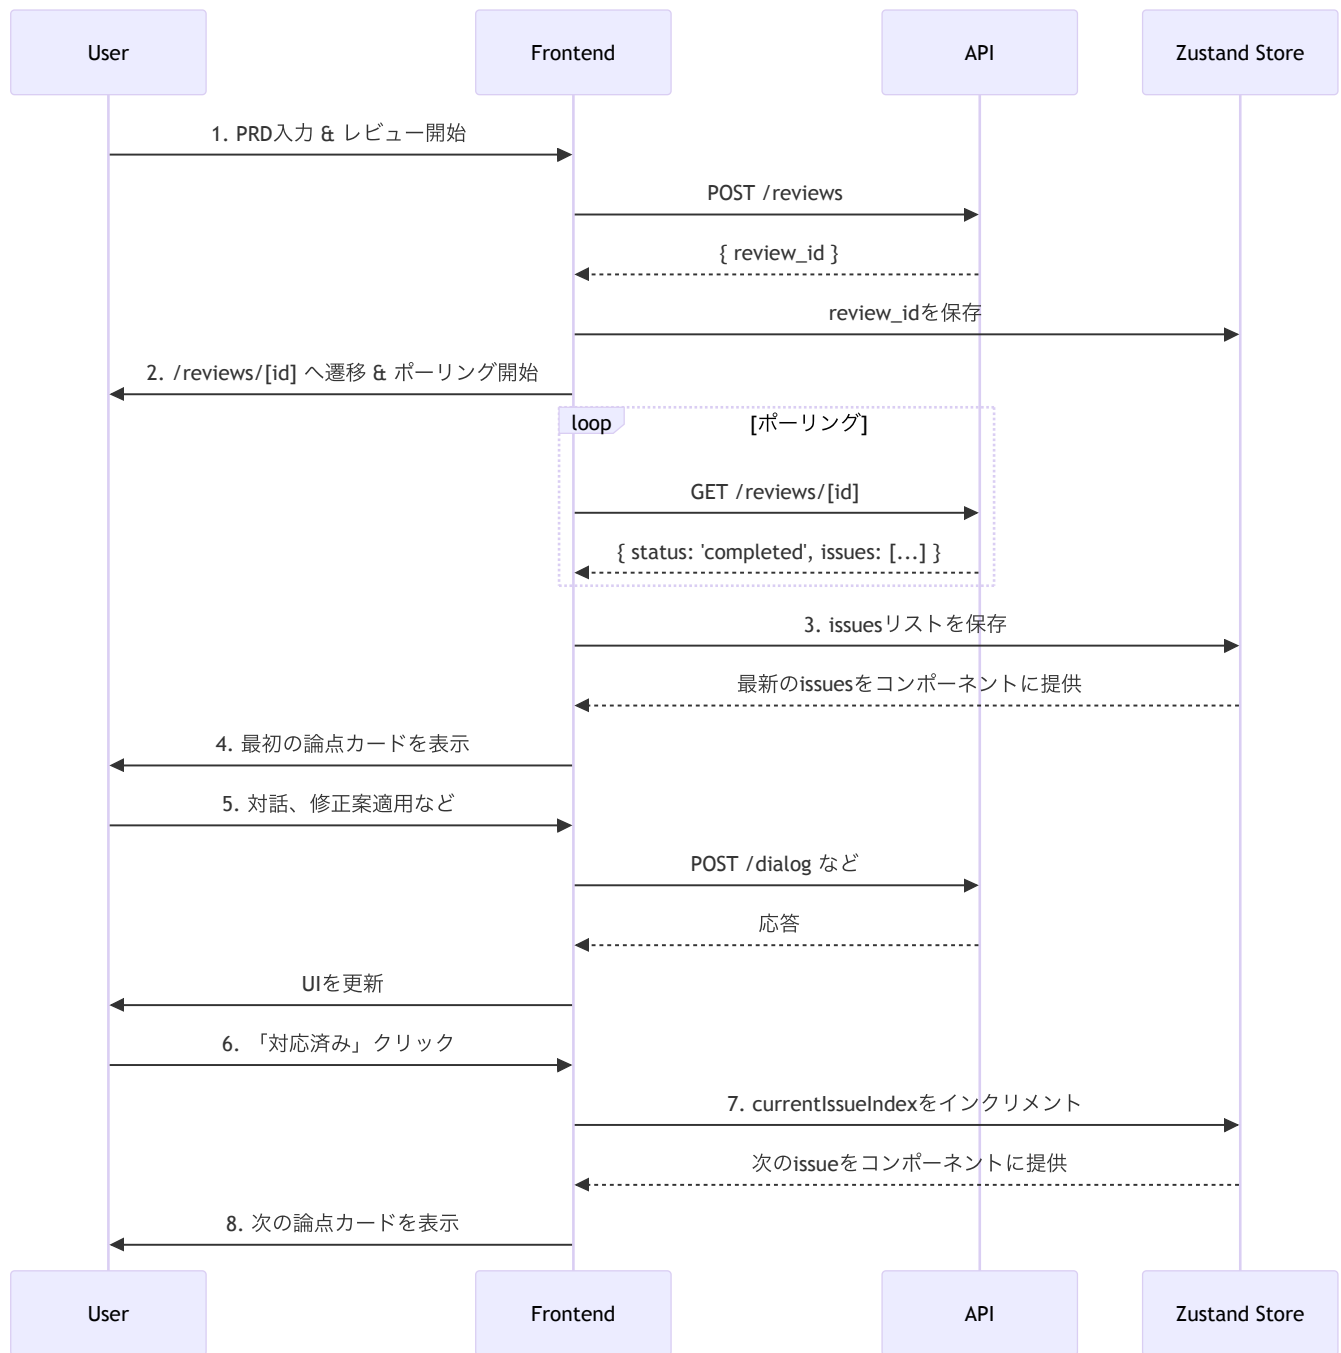 User
Frontend
API
Zustand Store
1. PRD入力 & レビュー開始
POST /reviews
{ review_id }
review_idを保存
2. /reviews/[id] へ遷移 & ポーリング開始
loop
[ポーリング]
GET /reviews/[id]
{ status: 'completed', issues: [...] }
3. issuesリストを保存
最新のissuesをコンポーネントに提供
4. 最初の論点カードを表示
5. 対話、修正案適用など
POST /dialog など
応答
UIを更新
6. 「対応済み」クリック
7. currentIssueIndexをインクリメント
次のissueをコンポーネントに提供
8. 次の論点カードを表示
User
Frontend
API
Zustand Store